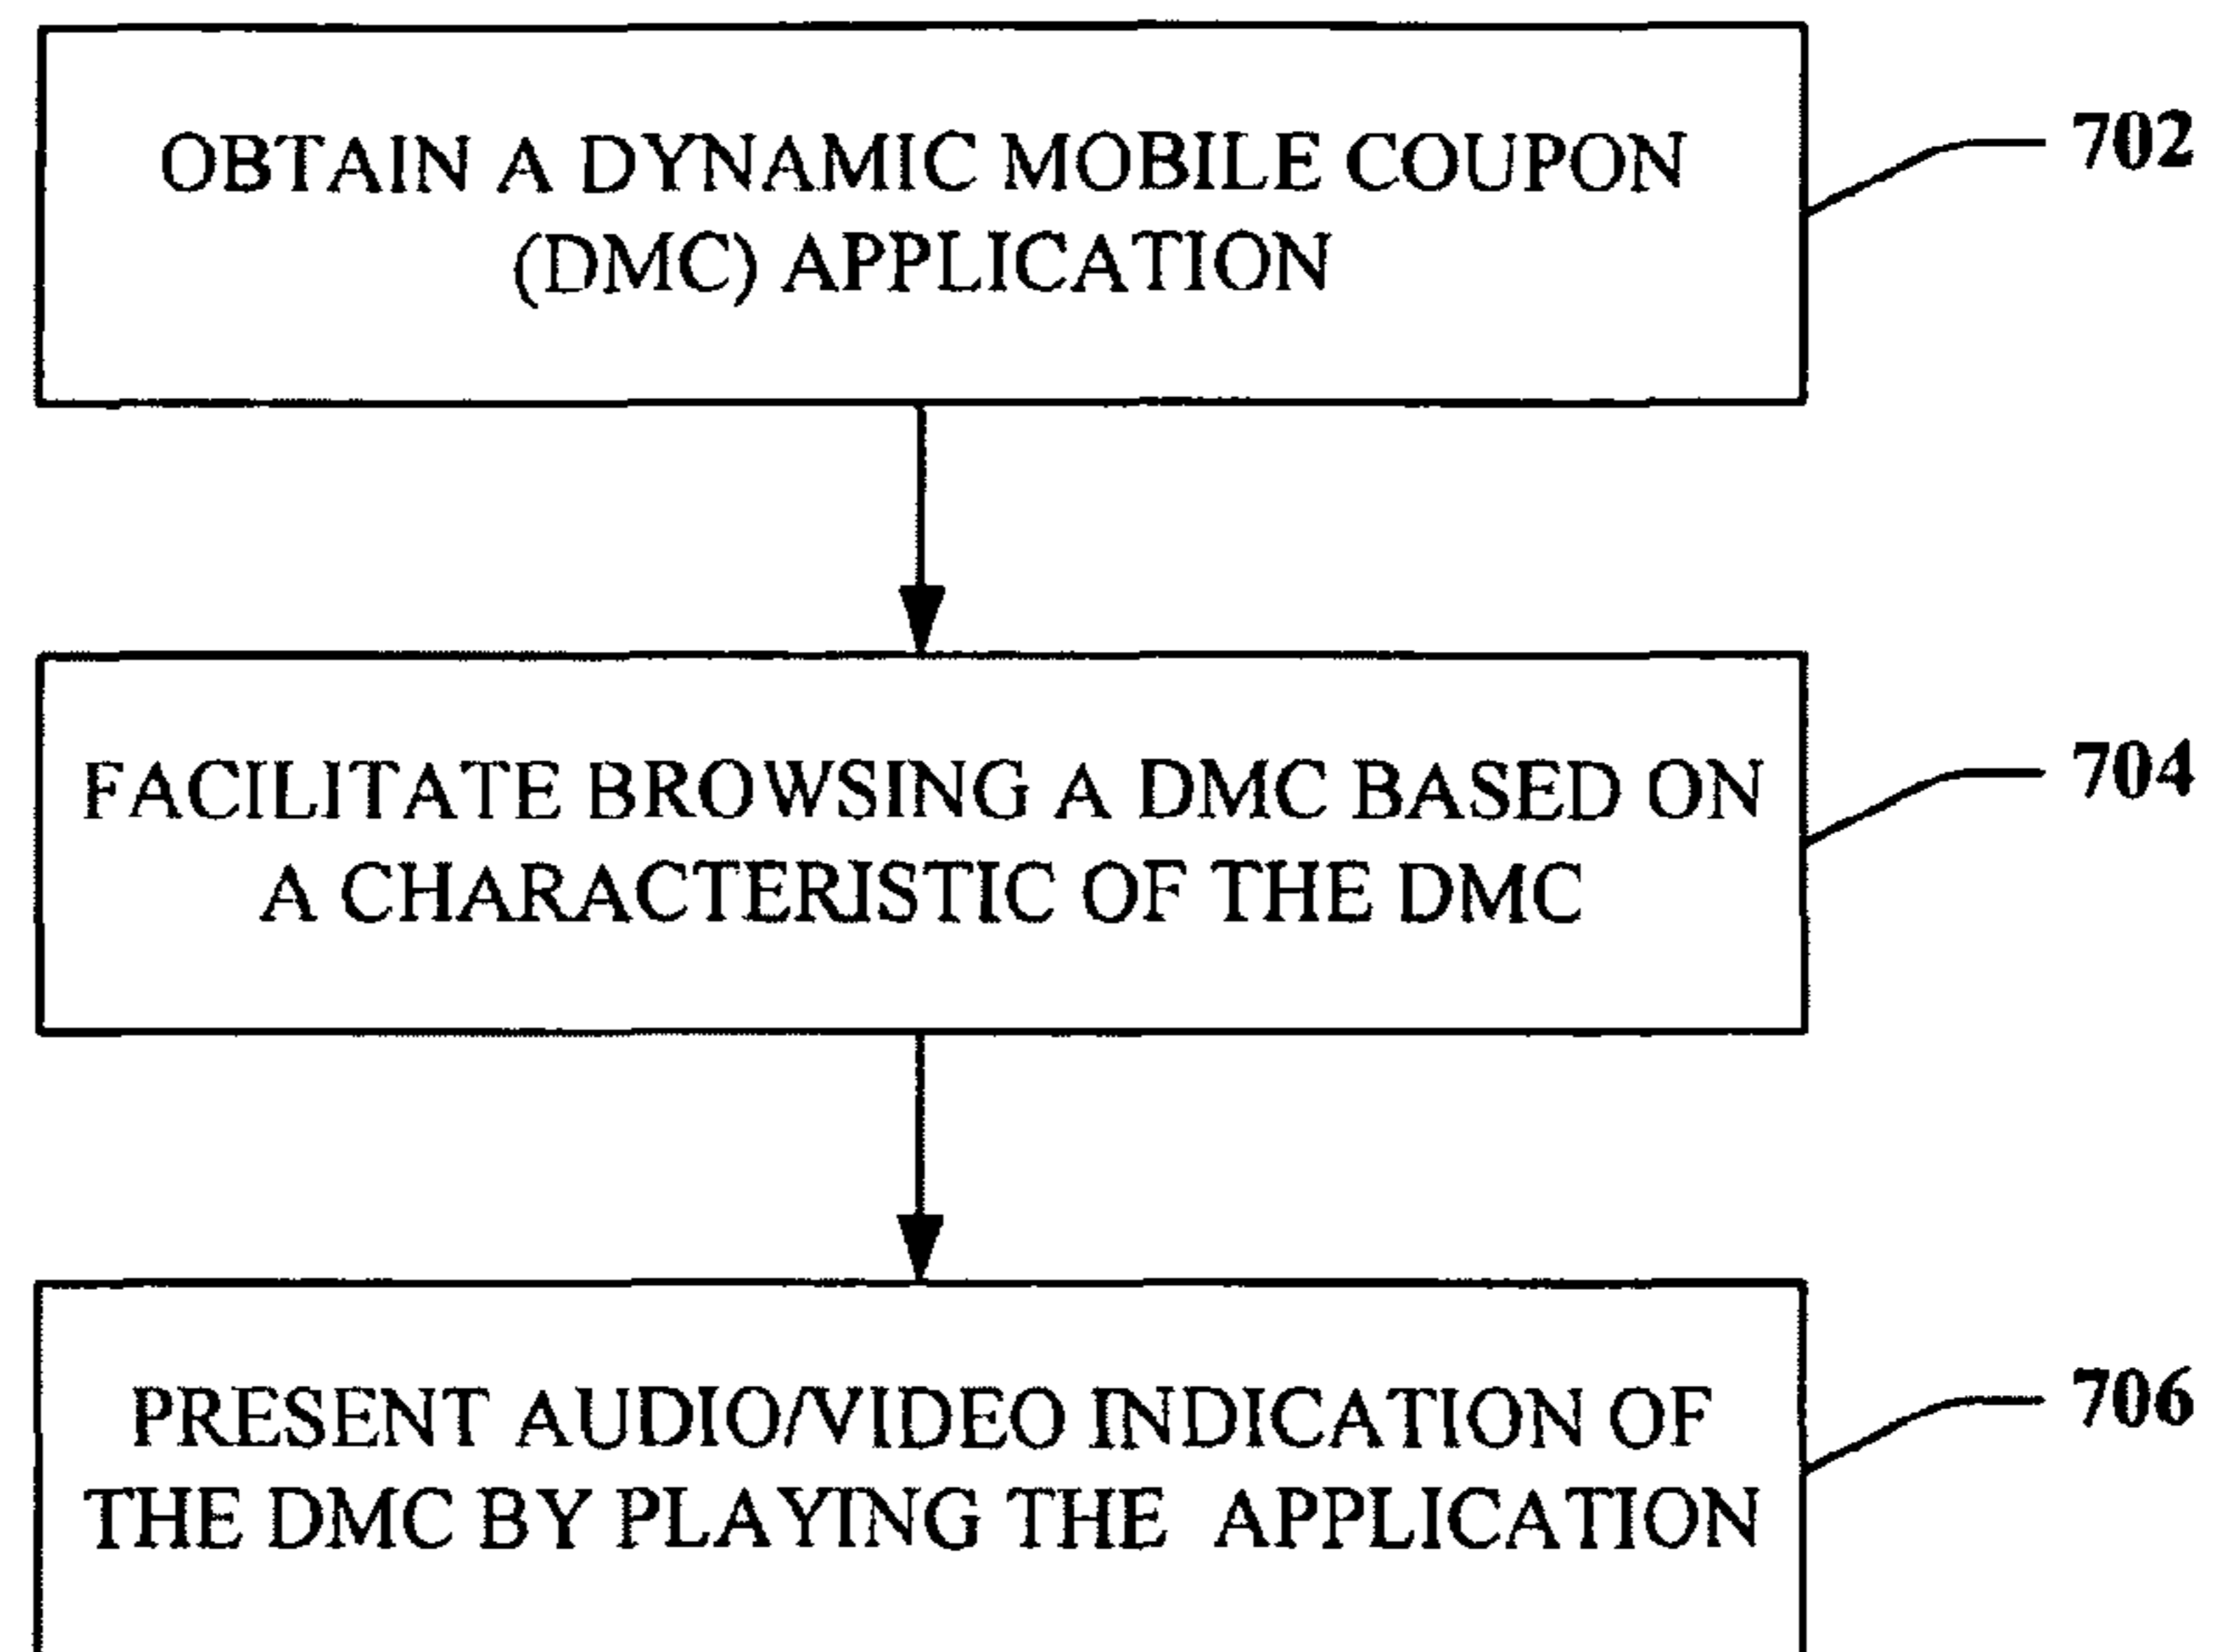 OBTAIN A DYNAMIC MOBILE COUPON
(DMC) APPLICATION
702
FACILITATE BROWSING A DMC BASED ON
A CHARACTERISTIC OF THE DMC
704
PRESENT AUDIO/VIDEO INDICATION OF
THE DMC BY PLAYING THE APPLICATION
706